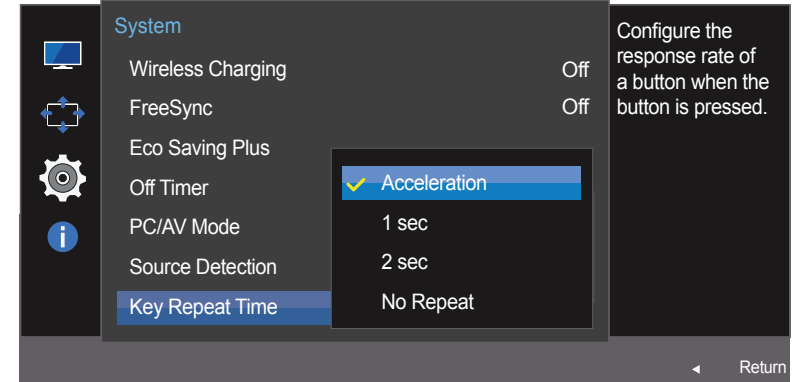 System
Wireless Charging Off
FreeSync Off
Eco Saving Plus
Off Timer
PC/AV Mode
Source Detection
Key Repeat Time
Acceleration
1 sec
2 sec
No Repeat
Configure the
response rate of
a button when the
button is pressed.
Return